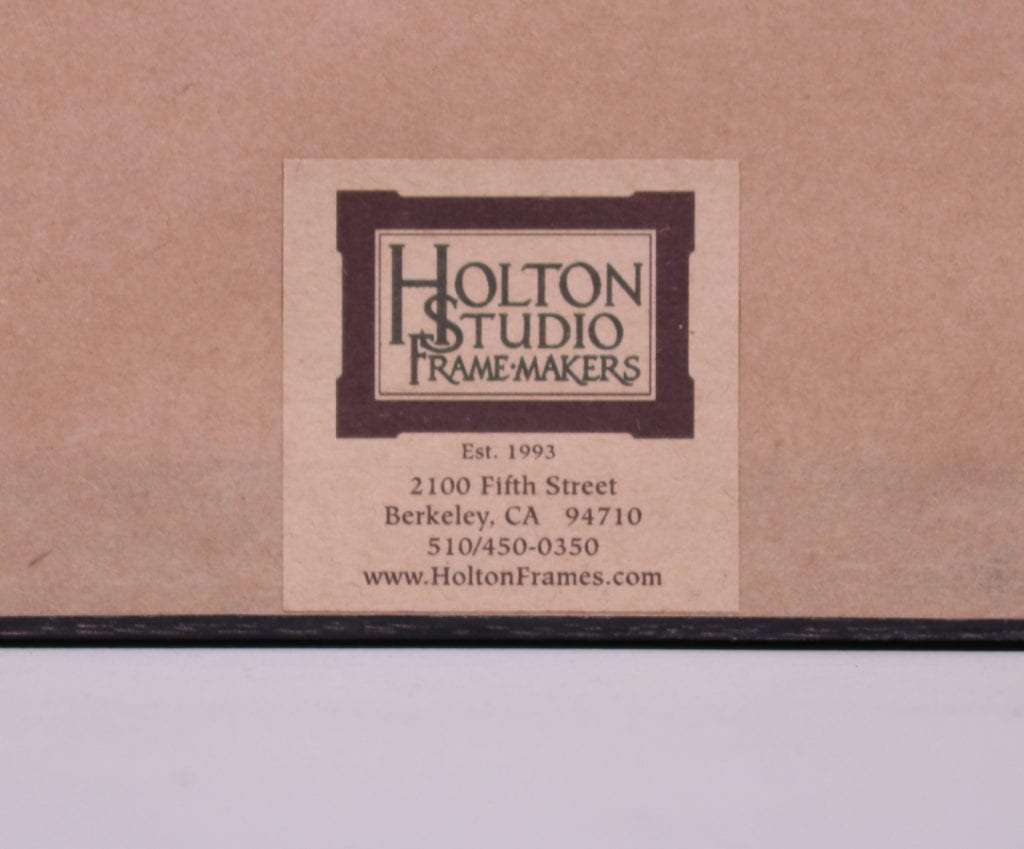 HOLTON
STUDIO
FRAME·MAKERS
Est. 1993
2100 Fifth Street
Berkeley, CA 94710
510/450-0350
www.HoltonFrames.com